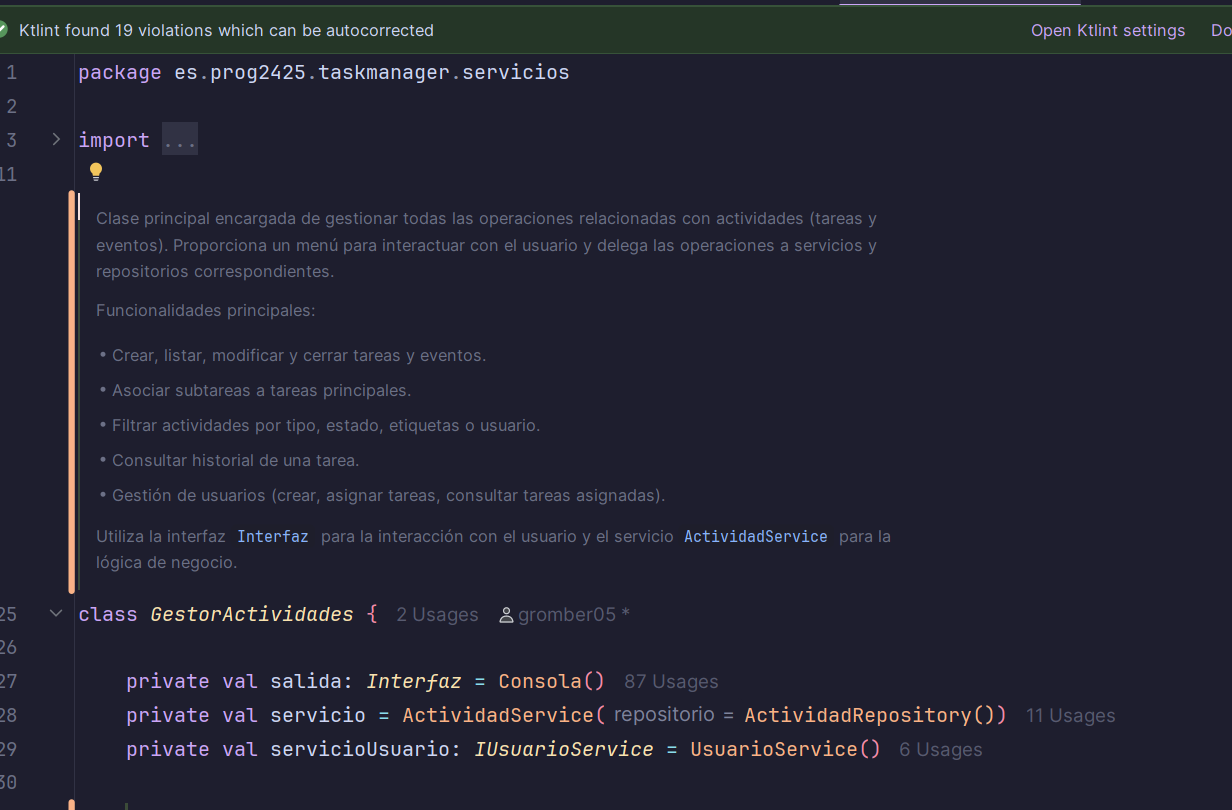 Ktlint found 19 violations which can be autocorrected Open Ktlint settings
1 package es.prog2425.taskmanager.servicios
2
3 import ...
11
Clase principal encargada de gestionar todas las operaciones relacionadas con actividades (tareas y
eventos). Proporciona un menú para interactuar con el usuario y delega las operaciones a servicios y
repositorios correspondientes.
Funcionalidades principales:
• Crear, listar, modificar y cerrar tareas y eventos.
• Asociar subtareas a tareas principales.
• Filtrar actividades por tipo, estado, etiquetas o usuario.
• Consultar historial de una tarea.
• Gestión de usuarios (crear, asignar tareas, consultar tareas asignadas).
Utiliza la interfaz Interfaz para la interacción con el usuario y el servicio ActividadService para la
lógica de negocio.
25 class GestorActividades { 2 Usages gromber05 *
26
27 private val salida: Interfaz = Consola() 87 Usages
28 private val servicio = ActividadService( repositorio = ActividadRepository()) 11 Usages
29 private val servicioUsuario: IUsuarioService = UsuarioService() 6 Usages
30